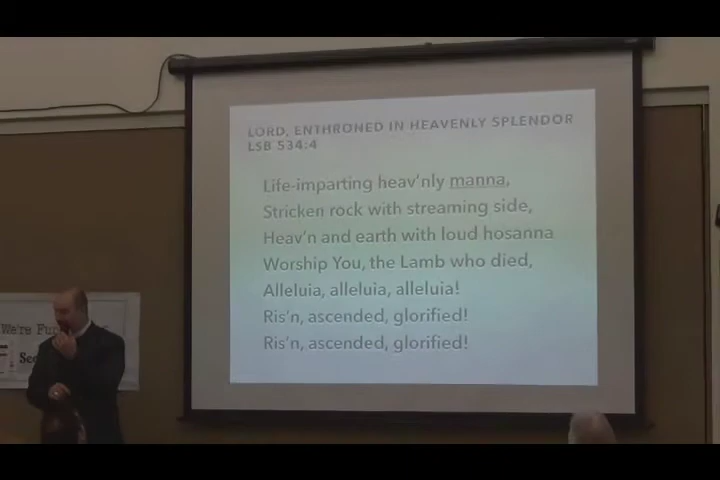 LORD, ENTHRONED IN HEAVENLY SPLENDOR
LSB 534:4
Life-imparting heav'nly manna,
Stricken rock with streaming side,
Heav'n and earth with loud hosanna
Worship You, the Lamb who died,
Alleluia, alleluia, alleluia!
Ris'n, ascended, glorified!
Ris'n, ascended, glorified!
We're